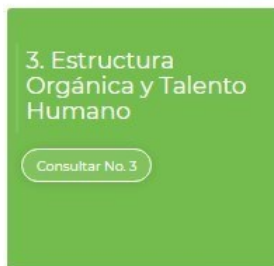 3. Estructura
Orgánica y Talento
Humano
Consultar No. 3